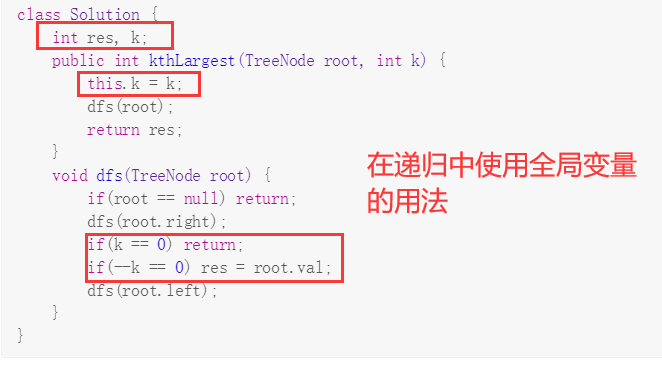 class Solution {
    int res, k;
    public int kthLargest(TreeNode root, int k) {
        this.k = k;
        dfs(root);
        return res;
    }
    void dfs(TreeNode root) {
        if(root == null) return;
        dfs(root.right);
        if(k == 0) return;
        if(--k == 0) res = root.val;
        dfs(root.left);
    }
}
在递归中使用全局变量
的用法